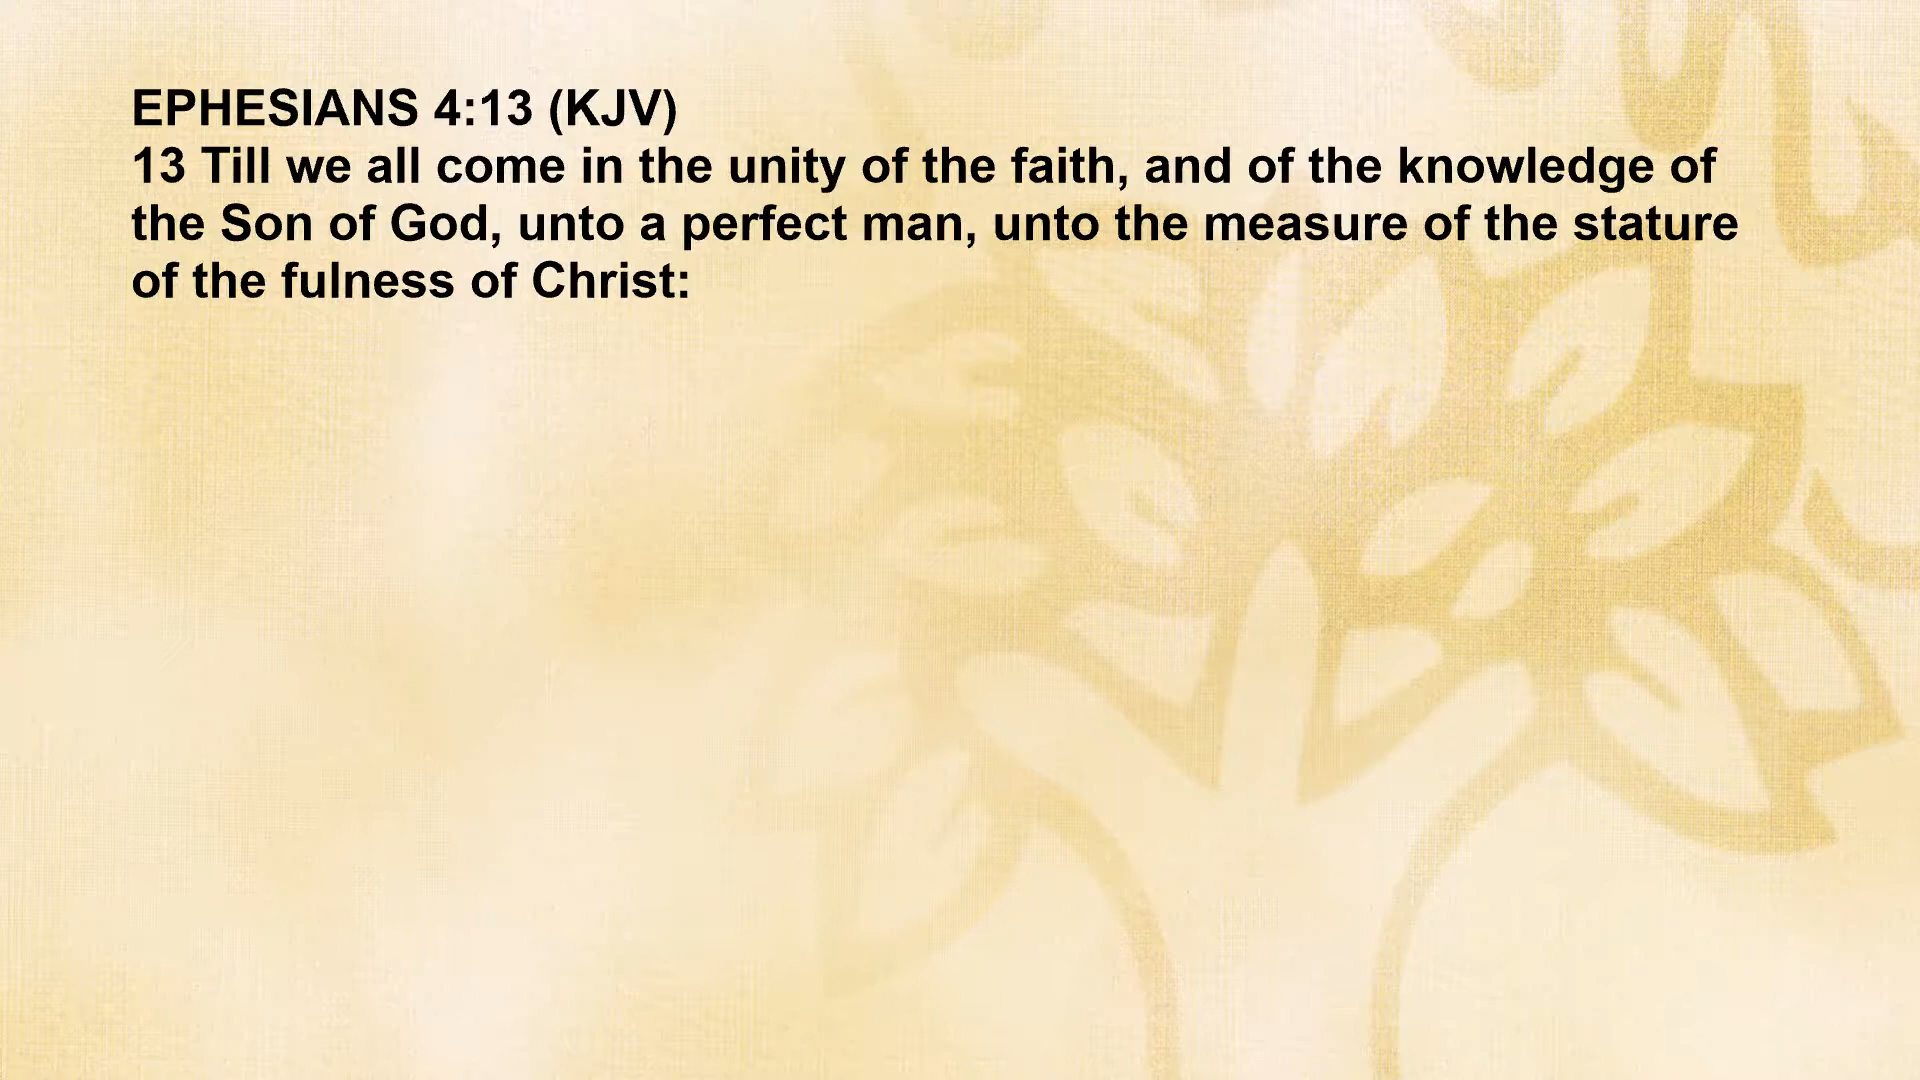 EPHESIANS 4:13 (KJV)
13 Till we all come in the unity of the faith, and of the knowledge of
the Son of God, unto a perfect man, unto the measure of the stature
of the fulness of Christ: